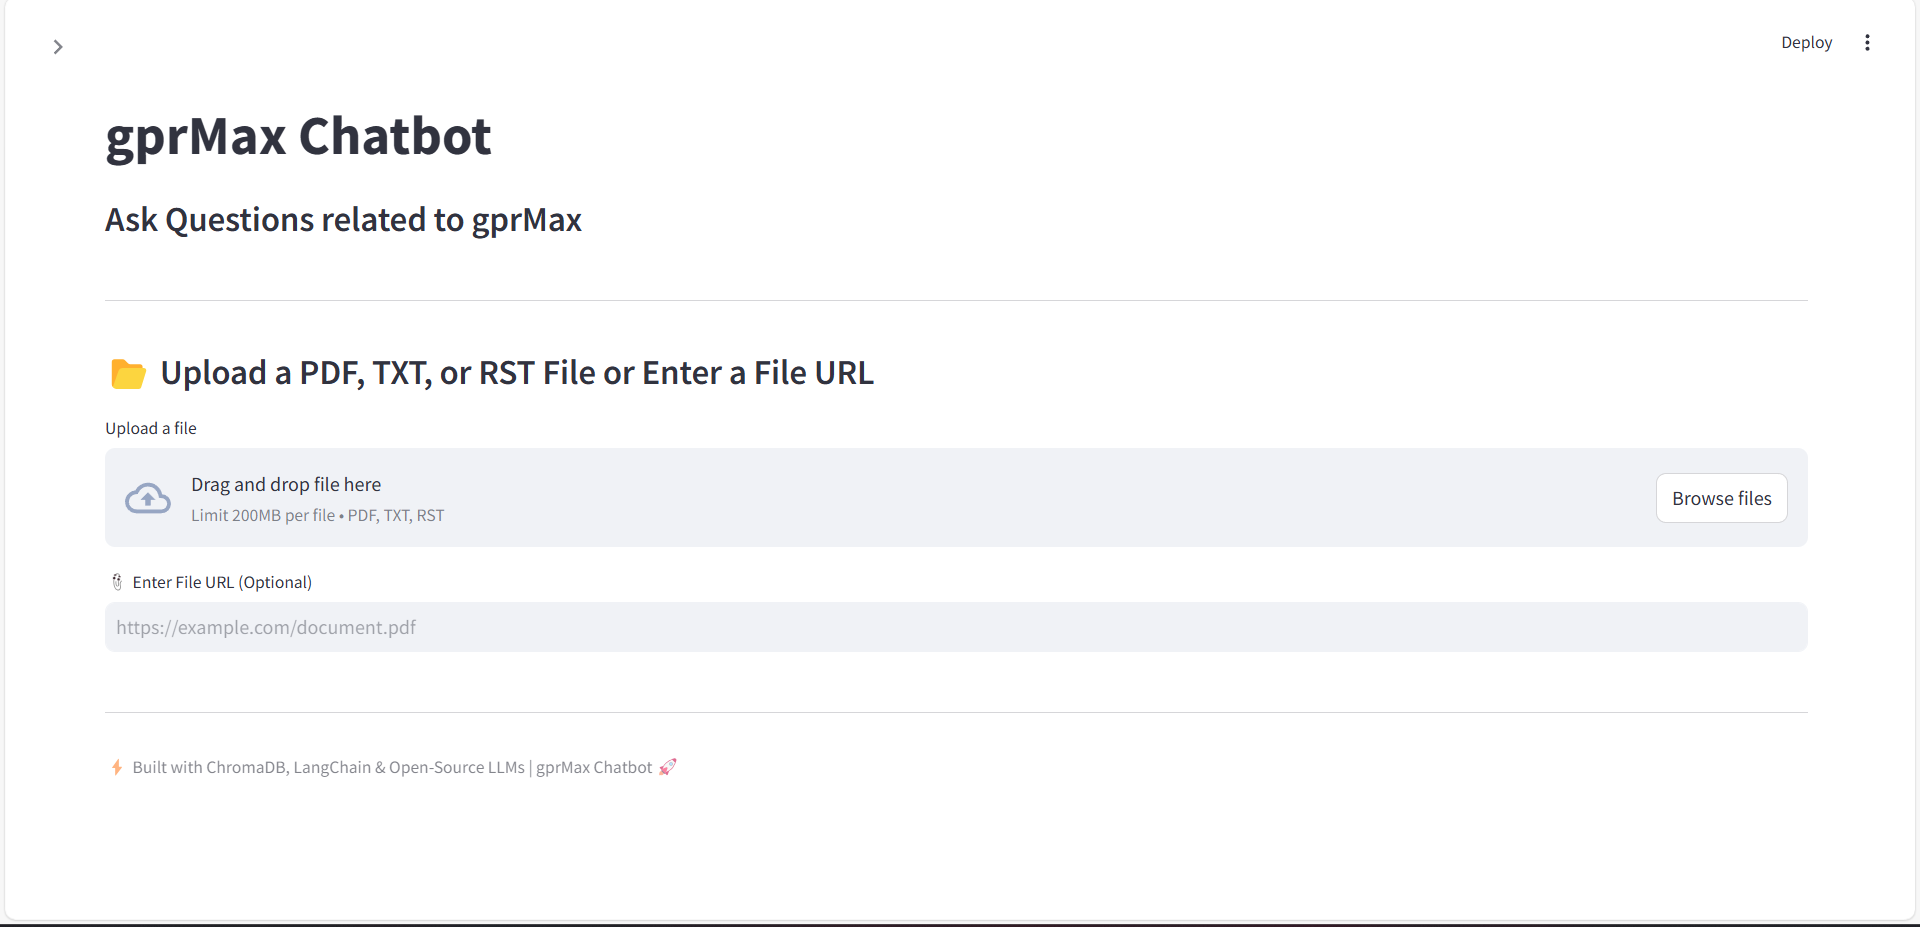 Deploy
gprMax Chatbot
Ask Questions related to gprMax
Upload a PDF, TXT, or RST File or Enter a File URL
Upload a file
Drag and drop file here
Limit 200MB per file • PDF, TXT, RST
Browse files
Enter File URL (Optional)
https://example.com/document.pdf
Built with ChromaDB, LangChain & Open-Source LLMs | gprMax Chatbot